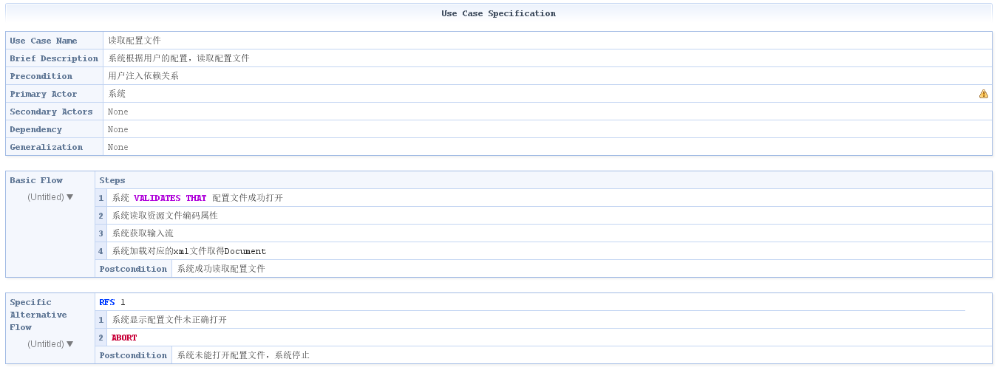 Use Case Specification
Use Case Name 读取配置文件
Brief Description 系统根据用户的配置，读取配置文件
Precondition 用户注入依赖关系
Primary Actor 系统
Secondary Actors None
Dependency None
Generalization None
Basic Flow Steps
(Untitled) ▼
1 系统 VALIDATES THAT 配置文件成功打开
2 系统读取资源文件编码属性
3 系统获取输入流
4 系统加载对应的xml文件取得Document
Postcondition 系统成功读取配置文件
Specific
Alternative
Flow
(Untitled) ▼
RFS 1
1 系统显示配置文件未正确打开
2 ABORT
Postcondition 系统未能打开配置文件，系统停止